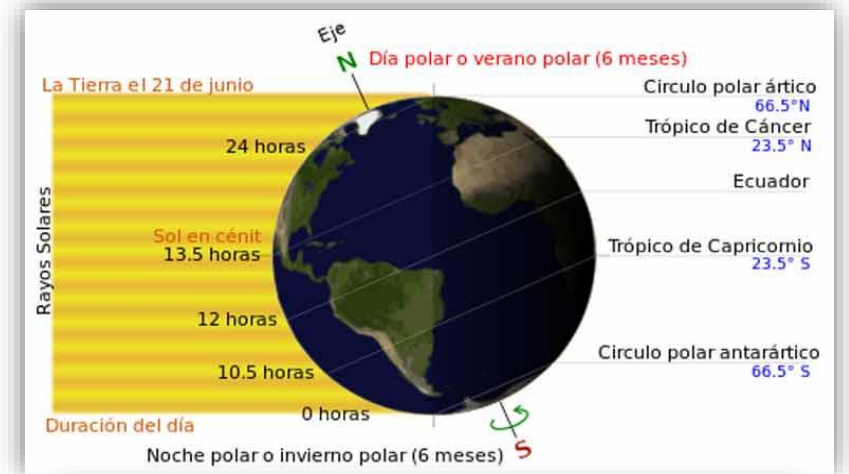 Eje
N
Día polar o verano polar (6 meses)
La Tierra el 21 de junio
Circulo polar ártico
66.5°N
Trópico de Cáncer
23.5° N
24 horas
Ecuador
Rayos Solares
Sol en cénit
13.5 horas
Trópico de Capricornio
23.5° S
12 horas
Circulo polar antarártico
66.5° S
10.5 horas
0 horas
Duración del día
Noche polar o invierno polar (6 meses)
S